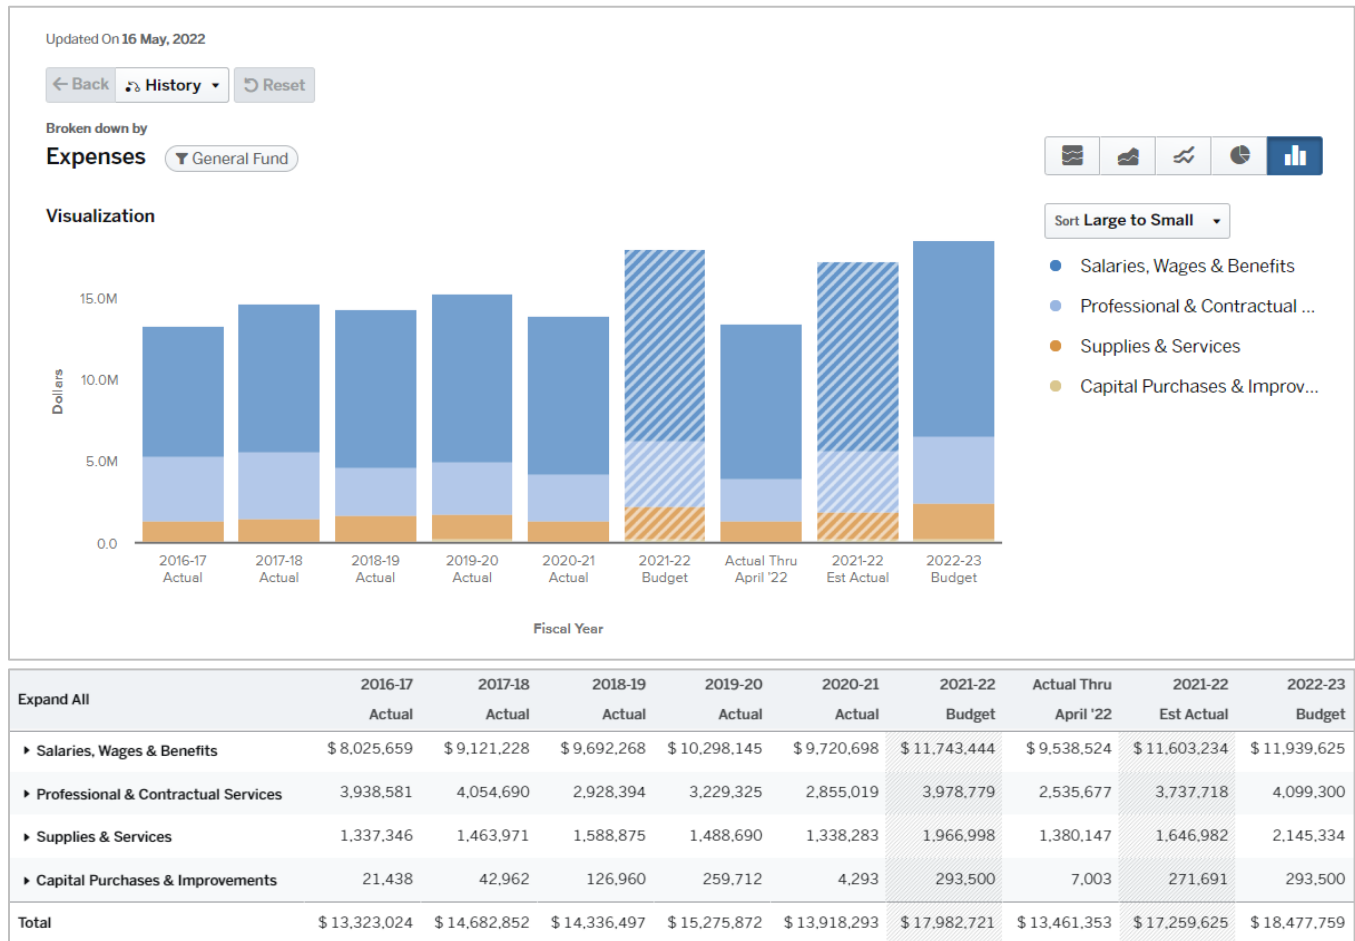 Updated On 16 May, 2022
Back History Reset
Broken down by
Expenses General Fund
Visualization
Sort Large to Small
Salaries, Wages & Benefits
Professional & Contractual ...
Supplies & Services
Capital Purchases & Improv...
15.0M
10.0M
5.0M
0.0
Dollars
2016-17 2017-18 2018-19 2019-20 2020-21 2021-22 Actual Thru 2021-22 2022-23
Actual Actual Actual Actual Actual Budget April '22 Est Actual Budget
Fiscal Year
Expand All
2016-17 2017-18 2018-19 2019-20 2020-21 2021-22 Actual Thru 2021-22 2022-23
Actual Actual Actual Actual Actual Budget April '22 Est Actual Budget
Salaries, Wages & Benefits $ 8,025,659 $ 9,121,228 $ 9,692,268 $ 10,298,145 $ 9,720,698 $ 11,743,444 $ 9,538,524 $ 11,603,234 $ 11,939,625
Professional & Contractual Services 3,938,581 4,054,690 2,928,394 3,229,325 2,855,019 3,978,779 2,535,677 3,737,718 4,099,300
Supplies & Services 1,337,346 1,463,971 1,588,875 1,488,690 1,338,283 1,966,998 1,380,147 1,646,982 2,145,334
Capital Purchases & Improvements 21,438 42,962 126,960 259,712 4,293 293,500 7,003 271,691 293,500
Total $ 13,323,024 $ 14,682,852 $ 14,336,497 $ 15,275,872 $ 13,918,293 $ 17,982,721 $ 13,461,353 $ 17,259,625 $ 18,477,759